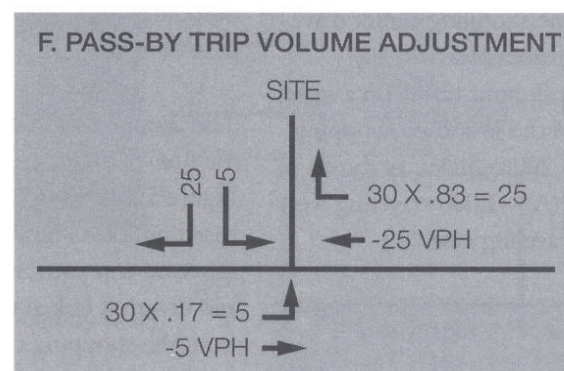 F. PASS-BY TRIP VOLUME ADJUSTMENT
SITE
25
5
30 X .83 = 25
-25 VPH
30 X .17 = 5
-5 VPH